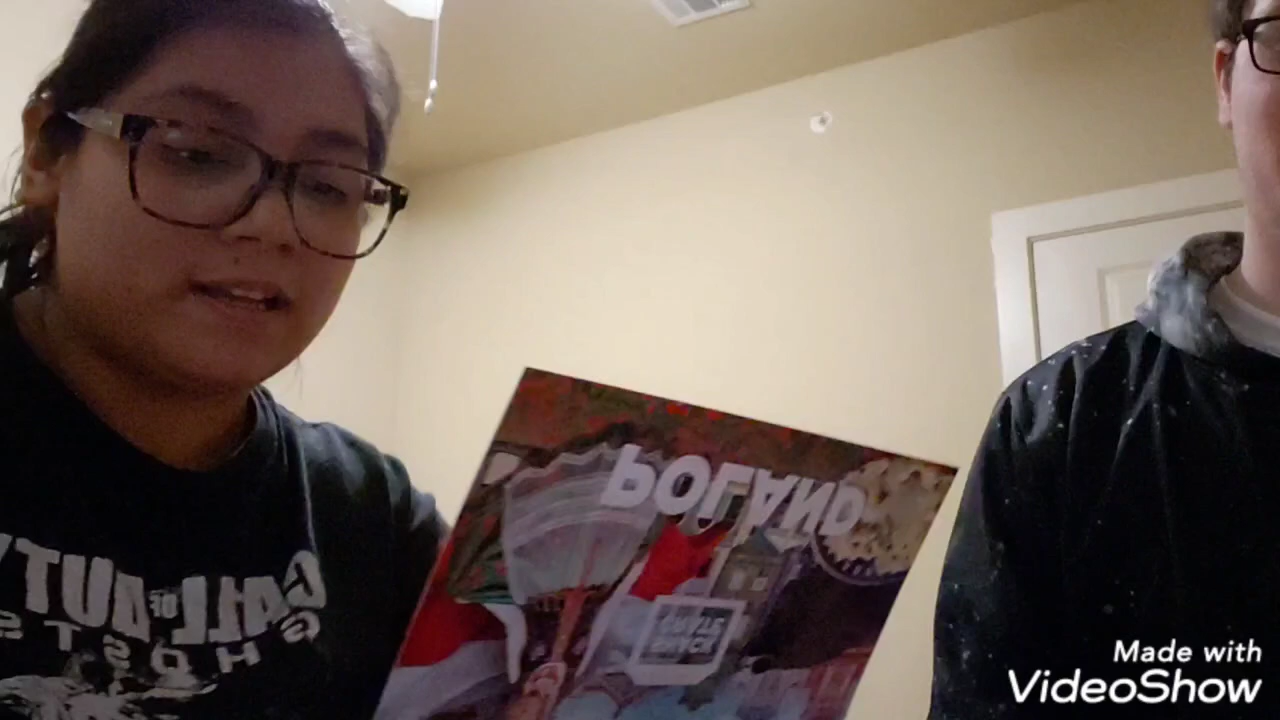 POLAND
CALL OF DUTY
GHOSTS
Made with
VideoShow